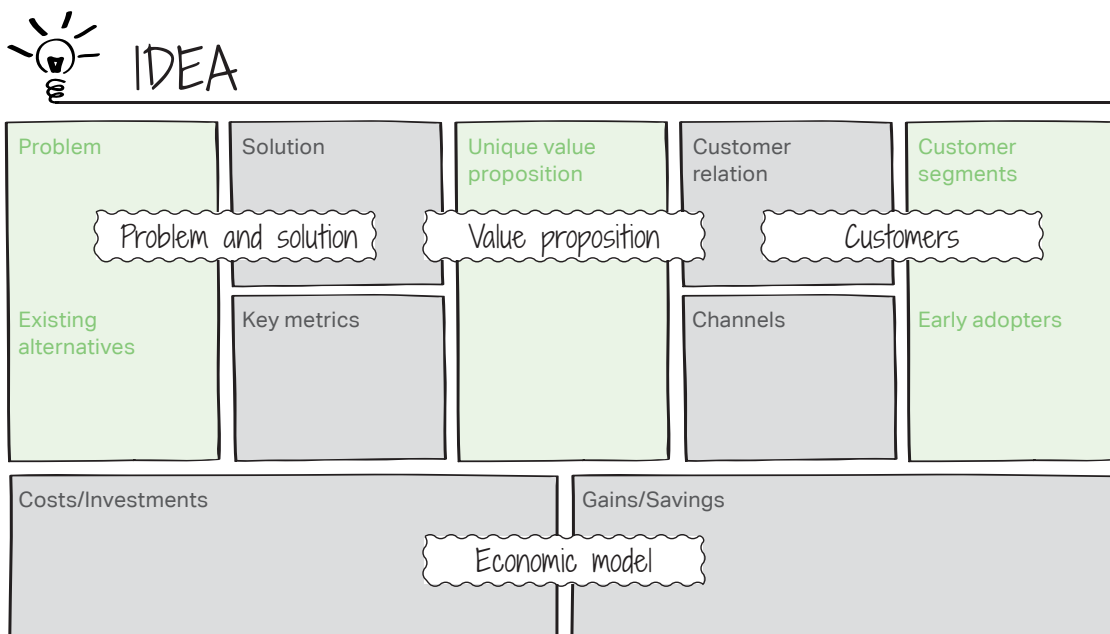 IDEA
Problem
Existing
alternatives
Problem and solution
Solution
Key metrics
Unique value
proposition
Value proposition
Customer
relation
Channels
Customers
Customer
segments
Early adopters
Costs/Investments
Economic model
Gains/Savings